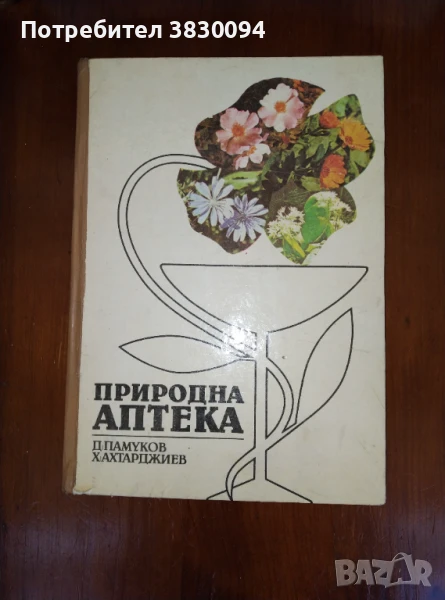 Потребител 3830094
ПРИРОДНА
АПТЕКА
Д. ПАМУКОВ
Х. АХТАРДЖИЕВ
BAZAR